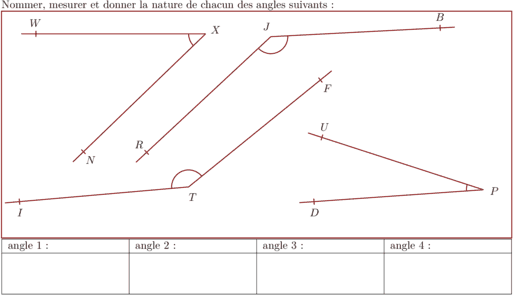 Nommer, mesurer et donner la nature de chacun des angles suivants :
W
X
J
B
N
R
F
U
T
P
I
D
angle 1 :
angle 2 :
angle 3 :
angle 4 :